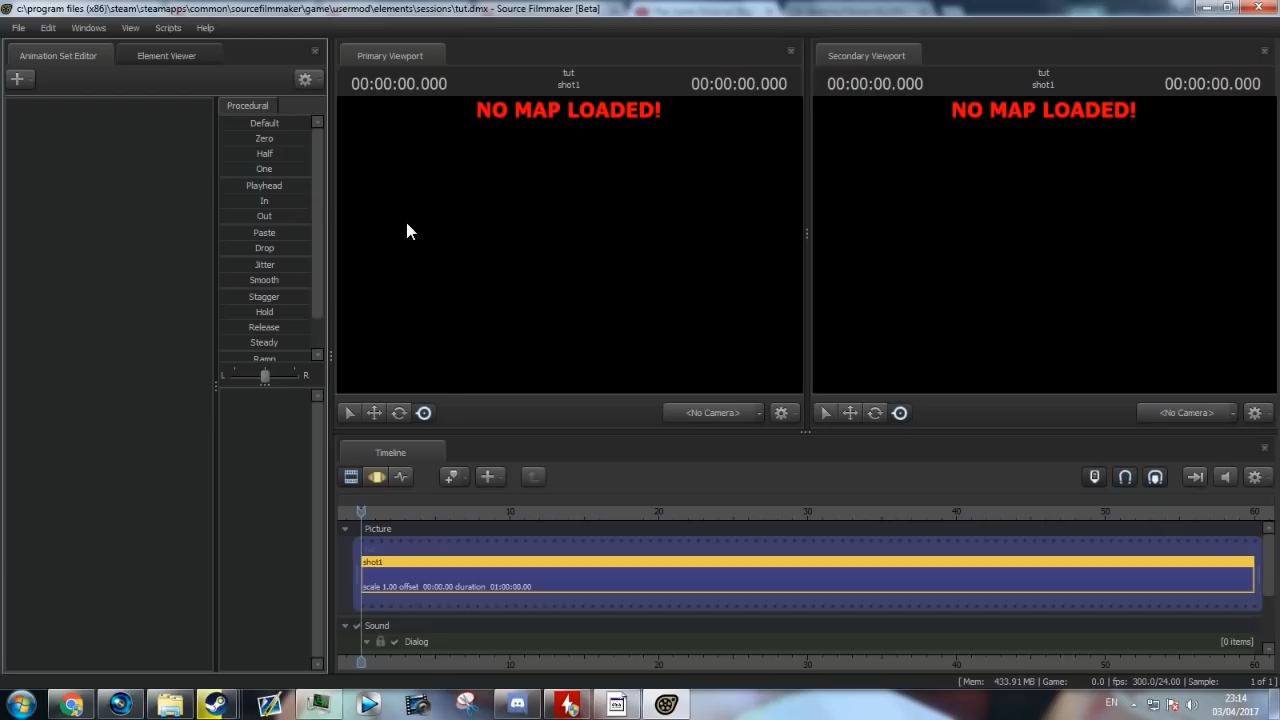 c:\program files (x86)\steam\steamapps\common\sourcefilmmaker\game\usermod\elements\sessions\tut.dmx - Source Filmmaker [Beta]
File Edit Windows View Scripts Help
Animation Set Editor Element Viewer
Procedural
Default
Zero
Half
One
Playhead
In
Out
Paste
Drop
Jitter
Smooth
Stagger
Hold
Release
Steady
Ramp
L R
Primary Viewport
tut
00:00:00.000 shot1 00:00:00.000
NO MAP LOADED!
<No Camera>
Secondary Viewport
tut
00:00:00.000 shot1 00:00:00.000
NO MAP LOADED!
<No Camera>
Timeline
10 20 30 40 50 60
Picture
shot1
scale 1.00 offset 00:00.00 duration 01:00:00.00
Sound
Dialog [0 items]
10 20 30 40 50 60
[ Mem: 433.91 MB | Game: 0.0 | fps: 300.0/24.00 | Sample: 1 of 1 ]
EN 23:14
03/04/2017